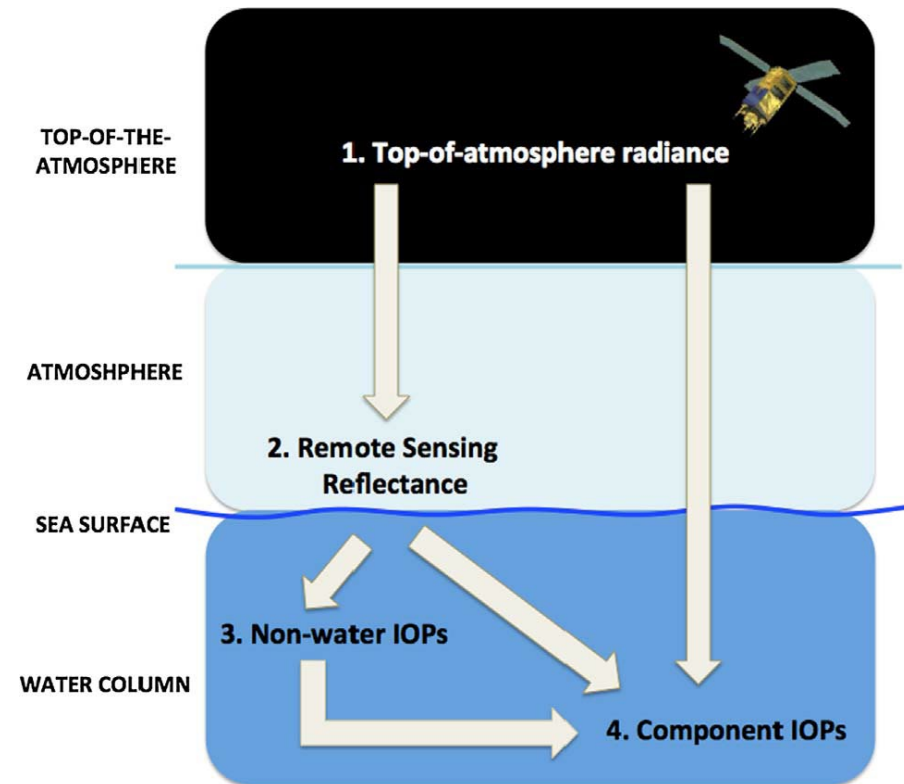 TOP-OF-THE-
ATMOSPHERE
1. Top-of-atmosphere radiance
ATMOSHPHERE
2. Remote Sensing
Reflectance
SEA SURFACE
3. Non-water IOPs
WATER COLUMN
4. Component IOPs